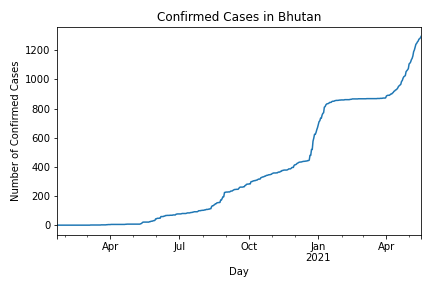 Confirmed Cases in Bhutan
Number of Confirmed Cases
1200
1000
800
600
400
200
0
Apr
Jul
Oct
Jan
2021
Apr
Day